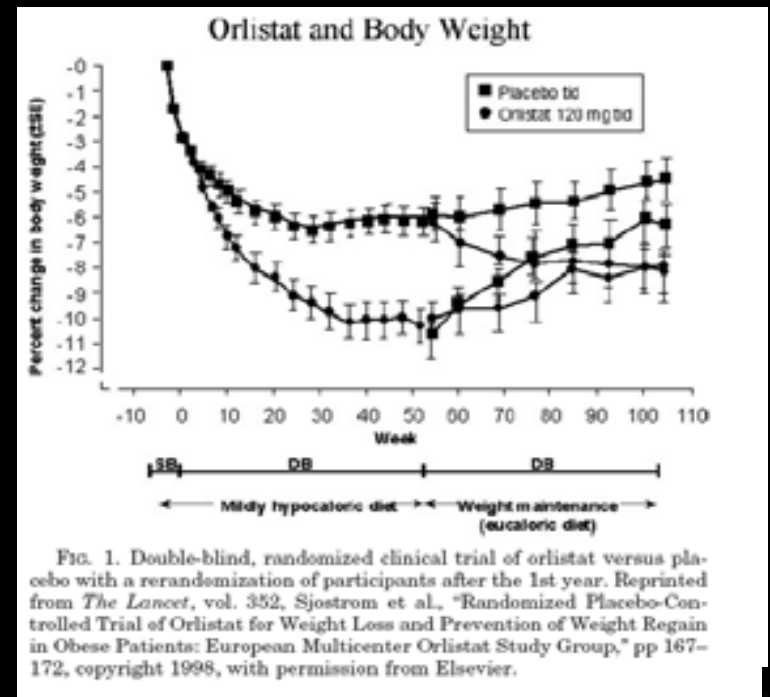 Orlistat and Body Weight
Percent change in body weight (±SE)
-0
-1
-2
-3
-4
-5
-6
-7
-8
-9
-10
-11
-12
Placebo tid
Orlistat 120 mg tid
-10 0 10 20 30 40 50 60 70 80 90 100 110
Week
SB DB DB
Mildly hypocaloric diet Weight maintenance
(eucaloric diet)
FIG. 1. Double-blind, randomized clinical trial of orlistat versus pla-
cebo with a rerandomization of participants after the 1st year. Reprinted
from The Lancet, vol. 352, Sjostrom et al., “Randomized Placebo-Con-
trolled Trial of Orlistat for Weight Loss and Prevention of Weight Regain
in Obese Patients: European Multicenter Orlistat Study Group,” pp 167–
172, copyright 1998, with permission from Elsevier.